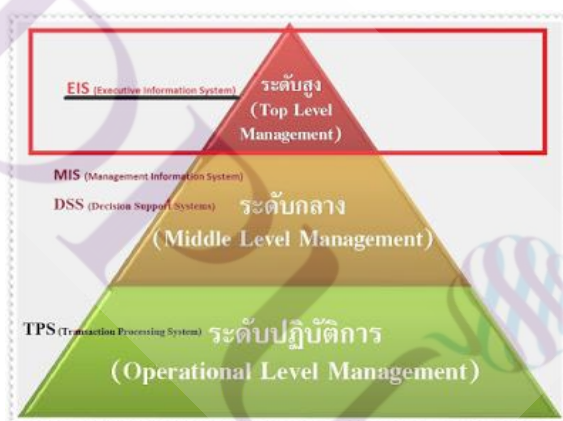 EIS (Executive Information System)
ระดับสูง
(Top Level
Management)
MIS (Management Information System)
DSS (Decision Support Systems)
ระดับกลาง
(Middle Level Management)
TPS (Transaction Processing System)
ระดับปฏิบัติการ
(Operational Level Management)